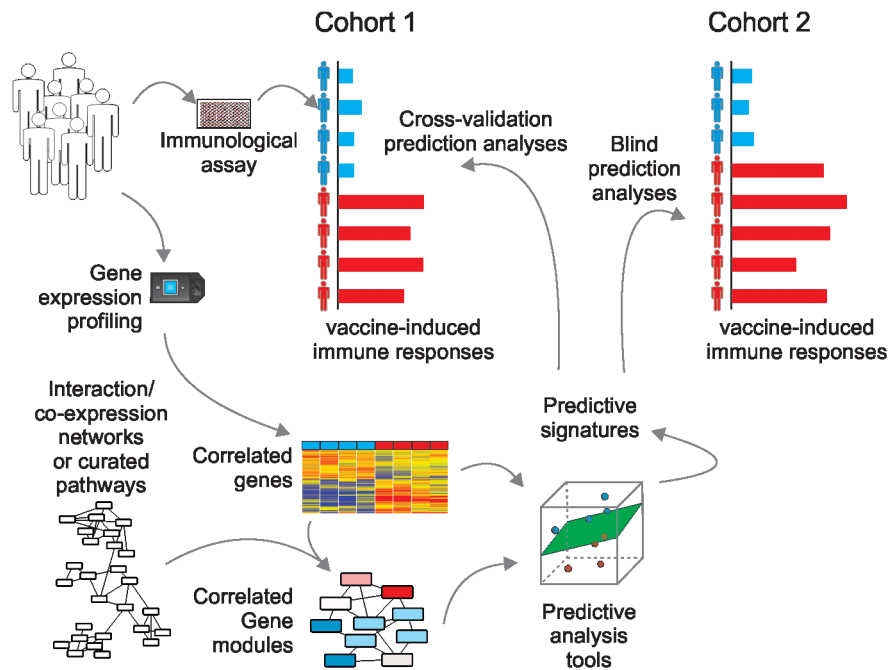 Cohort 1
Cohort 2
Immunological
assay
Cross-validation
prediction analyses
Blind
prediction
analyses
Gene
expression
profiling
vaccine-induced
immune responses
vaccine-induced
immune responses
Interaction/
co-expression
networks
or curated
pathways
Correlated
genes
Predictive
signatures
Correlated
Gene
modules
Predictive
analysis
tools